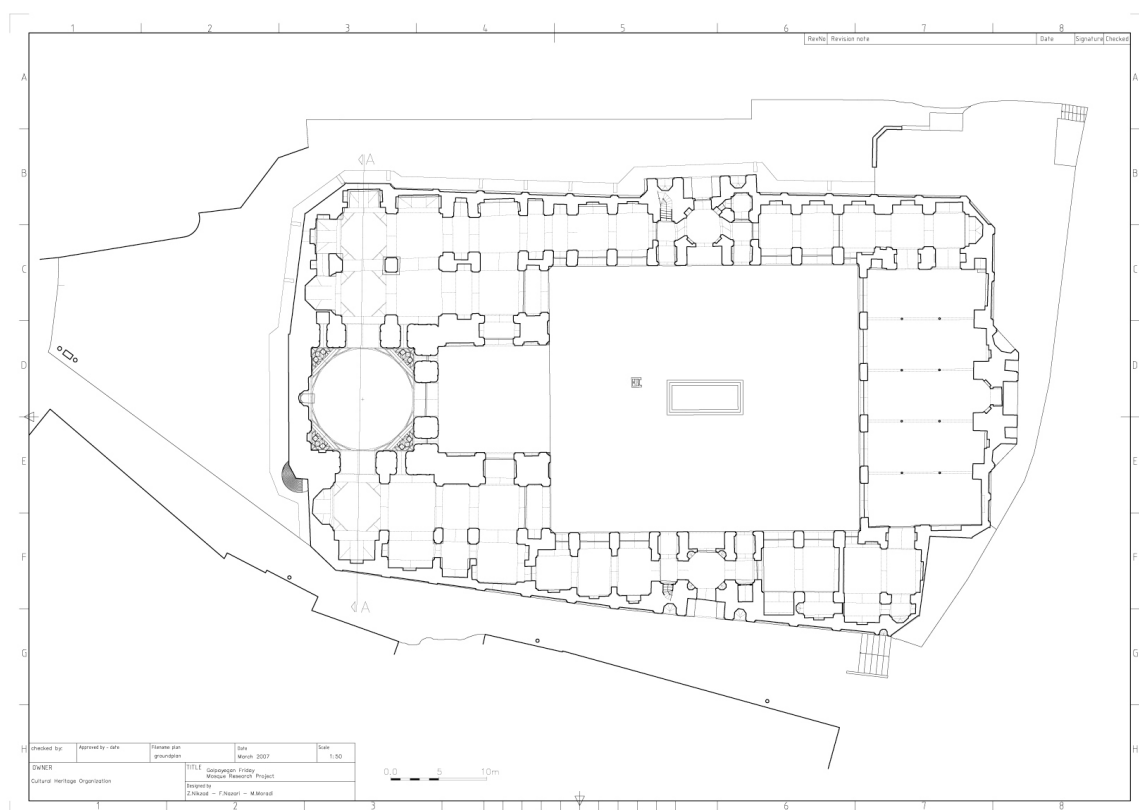 1 2 3 4 5 6 7 8
RevNo Revision note Date Signature Checked
A A
B B
C C
D D
E E
F F
G G
H H
A
A
checked by: Approved by - date Filename plan Date Scale
groundplan March 2007 1:50
OWNER
Cultural Heritage Organization
TITLE Golpayegan Friday
Mosque Research Project
Designed by
Z.Nikzad - F.Nazari - M.Moradi
0.0 5 10m
1 2 3 6 7 8